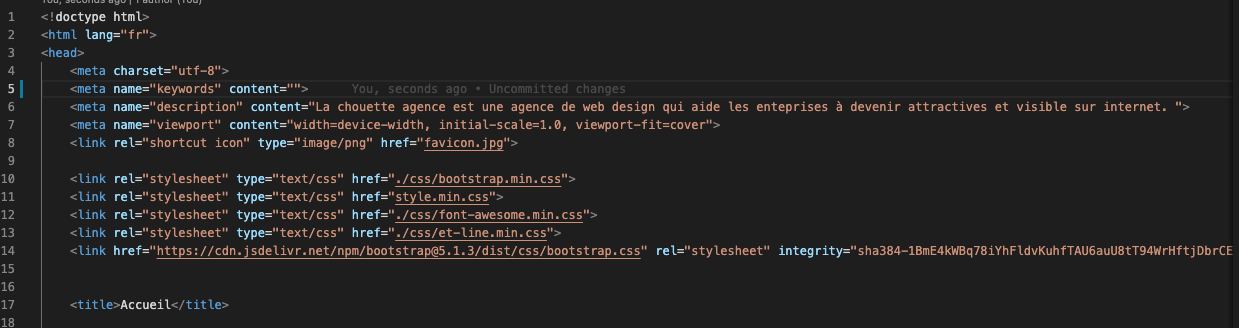 You, seconds ago | 1 author (You)
1 <!doctype html>
2 <html lang="fr">
3 <head>
4 <meta charset="utf-8">
5 <meta name="keywords" content=""> You, seconds ago • Uncommitted changes
6 <meta name="description" content="La chouette agence est une agence de web design qui aide les enteprises à devenir attractives et visible sur internet. ">
7 <meta name="viewport" content="width=device-width, initial-scale=1.0, viewport-fit=cover">
8 <link rel="shortcut icon" type="image/png" href="favicon.jpg">
9
10 <link rel="stylesheet" type="text/css" href="./css/bootstrap.min.css">
11 <link rel="stylesheet" type="text/css" href="style.min.css">
12 <link rel="stylesheet" type="text/css" href="./css/font-awesome.min.css">
13 <link rel="stylesheet" type="text/css" href="./css/et-line.min.css">
14 <link href="https://cdn.jsdelivr.net/npm/bootstrap@5.1.3/dist/css/bootstrap.css" rel="stylesheet" integrity="sha384-1BmE4kWBq78iYhFldvKuhfTAU6auU8tT94WrHftjDbrCE
15
16
17 <title>Accueil</title>
18